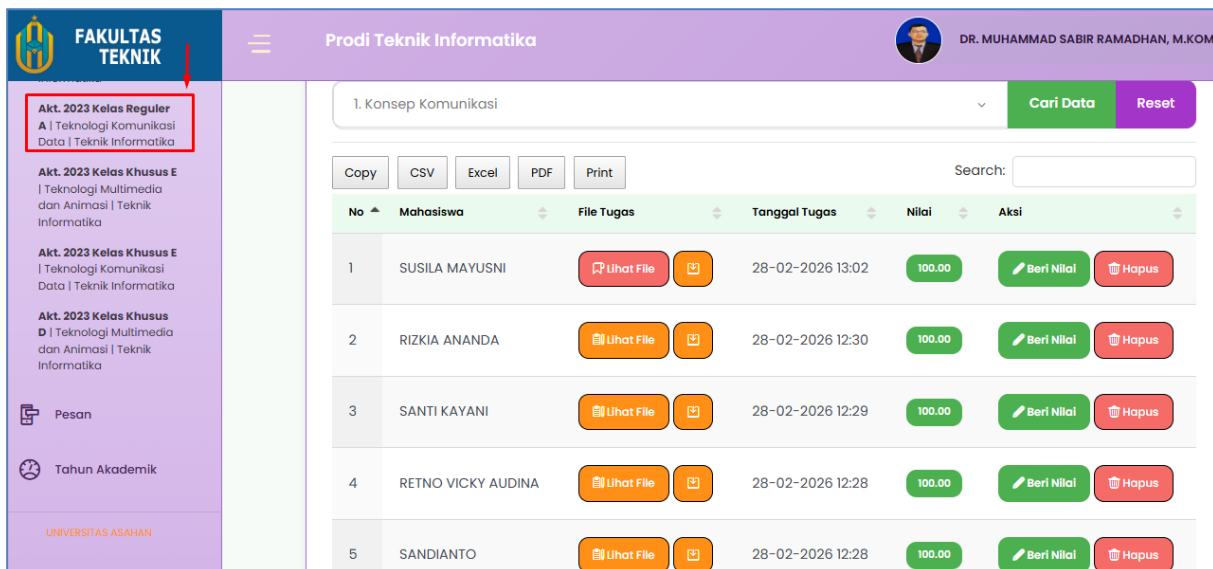 FAKULTAS
TEKNIK
Prodi Teknik Informatika
DR. MUHAMMAD SABIR RAMADHAN, M.KOM
Akt. 2023 Kelas Reguler
A | Teknologi Komunikasi
Data | Teknik Informatika
Akt. 2023 Kelas Khusus E
| Teknologi Multimedia
dan Animasi | Teknik
Informatika
Akt. 2023 Kelas Khusus E
| Teknologi Komunikasi
Data | Teknik Informatika
Akt. 2023 Kelas Khusus
D | Teknologi Multimedia
dan Animasi | Teknik
Informatika
Pesan
Tahun Akademik
UNIVERSITAS ASAHAN
1. Konsep Komunikasi
Cari Data Reset
Copy CSV Excel PDF Print Search:
No Mahasiswa File Tugas Tanggal Tugas Nilai Aksi
1 SUSILA MAYUSNI Lihat File 28-02-2026 13:02 100.00 Beri Nilai Hapus
2 RIZKIA ANANDA Lihat File 28-02-2026 12:30 100.00 Beri Nilai Hapus
3 SANTI KAYANI Lihat File 28-02-2026 12:29 100.00 Beri Nilai Hapus
4 RETNO VICKY AUDINA Lihat File 28-02-2026 12:28 100.00 Beri Nilai Hapus
5 SANDIANTO Lihat File 28-02-2026 12:28 100.00 Beri Nilai Hapus